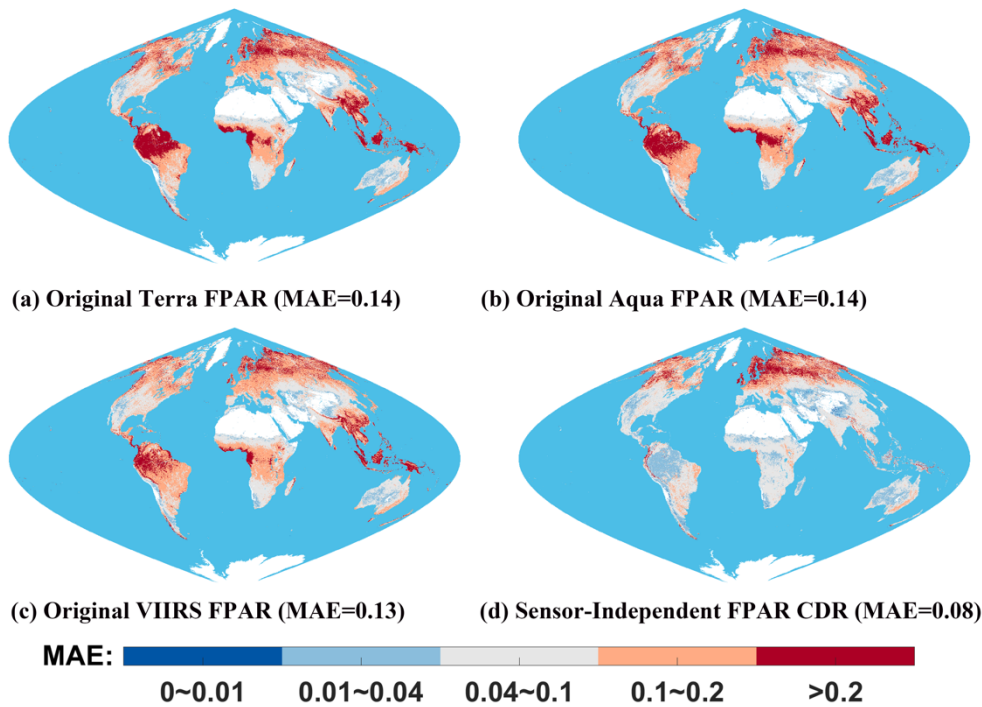 (a) Original Terra FPAR (MAE=0.14)
(b) Original Aqua FPAR (MAE=0.14)
(c) Original VIIRS FPAR (MAE=0.13)
(d) Sensor-Independent FPAR CDR (MAE=0.08)
MAE:
0~0.01 0.01~0.04 0.04~0.1 0.1~0.2 >0.2